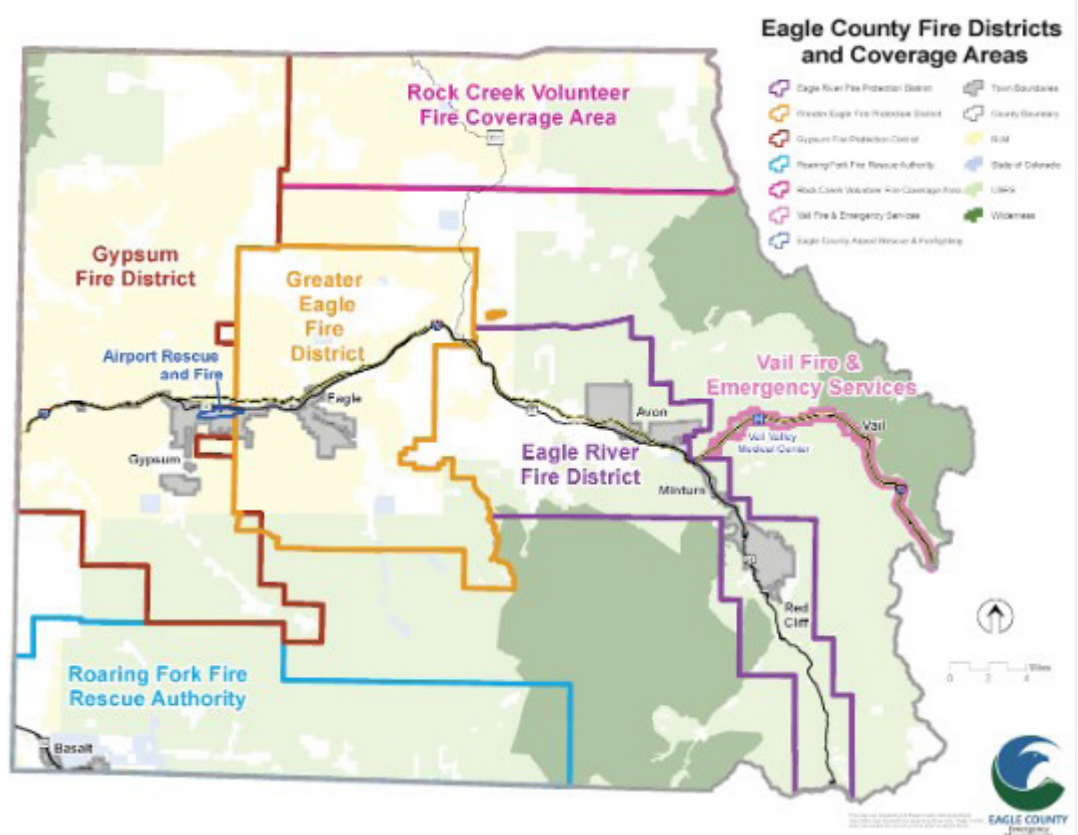 Eagle County Fire Districts
and Coverage Areas
Eagle River Fire Protection District
Greater Eagle Fire Protection District
Gypsum Fire Protection District
Roaring Fork Fire Rescue Authority
Rock Creek Volunteer Fire Coverage Area
Vail Fire & Emergency Services
Eagle County Airport Rescue & Firefighting
Town Boundaries
County Boundary
BLM
State of Colorado
USFS
Wilderness
Rock Creek Volunteer
Fire Coverage Area
Gypsum
Fire District
Greater
Eagle
Fire
District
Airport Rescue
and Fire
Eagle
Gypsum
Vail Fire &
Emergency Services
Avon
Vail
Vail Valley
Medical Center
Eagle River
Fire District
Minturn
Red
Cliff
Roaring Fork Fire
Rescue Authority
Basalt
Miles
0 2 4
EAGLE COUNTY
Emergency